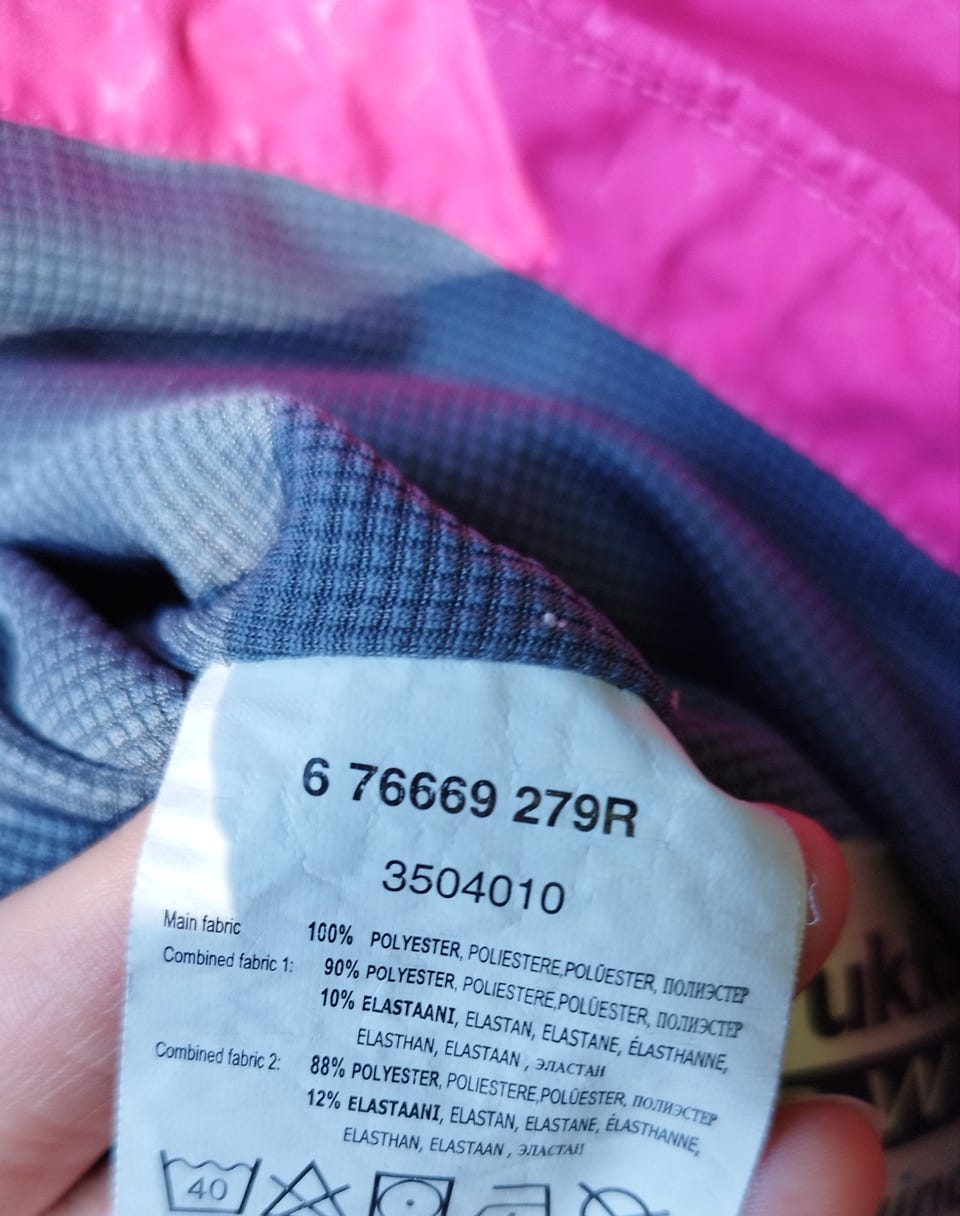 6 76669 279R
3504010
Main fabric 100% POLYESTER, POLIESTERE,POLÜESTER, ПОЛИЭСТЕР
Combined fabric 1: 90% POLYESTER, POLIESTERE,POLÜESTER, ПОЛИЭСТЕР
10% ELASTAANI, ELASTAN, ELASTANE, ÉLASTHANNE,
ELASTHAN, ELASTAAN , ЭЛАСТАН
Combined fabric 2: 88% POLYESTER, POLIESTERE,POLÜESTER, ПОЛИЭСТЕР
12% ELASTAANI, ELASTAN, ELASTANE, ÉLASTHANNE,
ELASTHAN, ELASTAAN , ЭЛАСТАН
40